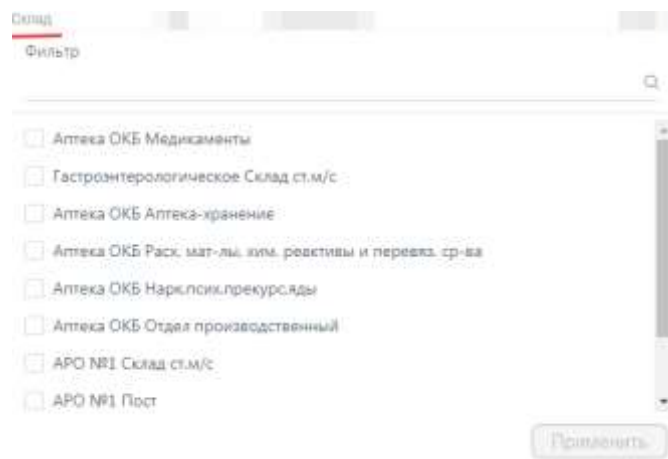 Склад
Фильтр
Аптека ОКБ Медикаменты
Гастроэнтерологическое Склад ст.м/с
Аптека ОКБ Аптека-хранение
Аптека ОКБ Расх. мат-лы, хим. реактивы и перевяз. ср-ва
Аптека ОКБ Нарк.псих.прекурс.яды
Аптека ОКБ Отдел производственный
АРО №1 Склад ст.м/с
АРО №1 Пост
Применить